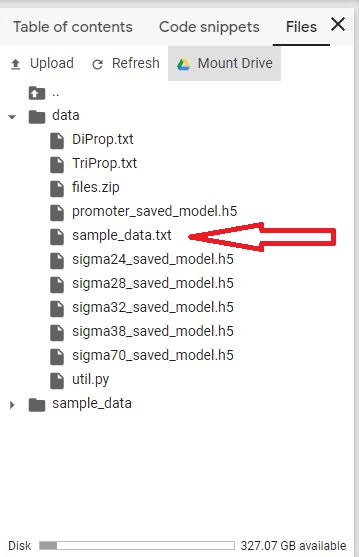 Table of contents Code snippets Files ✕
Upload Refresh Mount Drive
..
data
DiProp.txt
TriProp.txt
files.zip
promoter_saved_model.h5
sample_data.txt
sigma24_saved_model.h5
sigma28_saved_model.h5
sigma32_saved_model.h5
sigma38_saved_model.h5
sigma70_saved_model.h5
util.py
sample_data
Disk 327.07 GB available